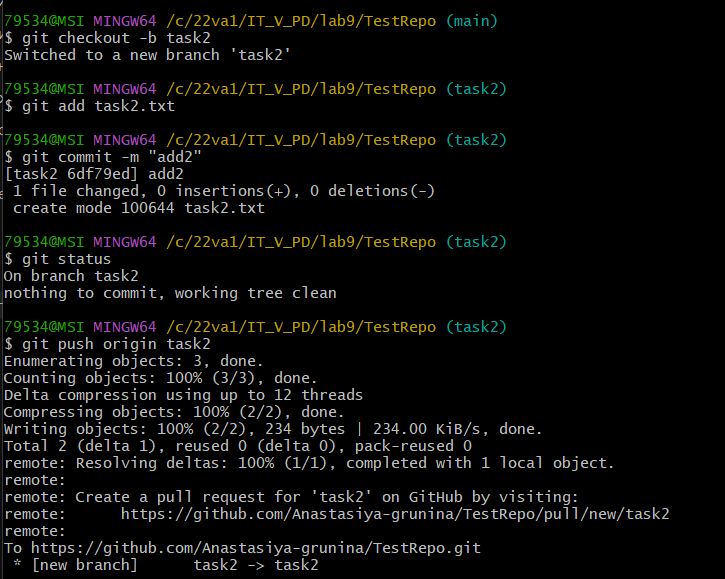 79534@MSI MINGW64 /c/22va1/IT_V_PD/lab9/TestRepo (main)
$ git checkout -b task2
Switched to a new branch 'task2'
79534@MSI MINGW64 /c/22va1/IT_V_PD/lab9/TestRepo (task2)
$ git add task2.txt
79534@MSI MINGW64 /c/22va1/IT_V_PD/lab9/TestRepo (task2)
$ git commit -m "add2"
[task2 6df79ed] add2
 1 file changed, 0 insertions(+), 0 deletions(-)
 create mode 100644 task2.txt
79534@MSI MINGW64 /c/22va1/IT_V_PD/lab9/TestRepo (task2)
$ git status
On branch task2
nothing to commit, working tree clean
79534@MSI MINGW64 /c/22va1/IT_V_PD/lab9/TestRepo (task2)
$ git push origin task2
Enumerating objects: 3, done.
Counting objects: 100% (3/3), done.
Delta compression using up to 12 threads
Compressing objects: 100% (2/2), done.
Writing objects: 100% (2/2), 234 bytes | 234.00 KiB/s, done.
Total 2 (delta 1), reused 0 (delta 0), pack-reused 0
remote: Resolving deltas: 100% (1/1), completed with 1 local object.
remote:
remote: Create a pull request for 'task2' on GitHub by visiting:
remote:      https://github.com/Anastasiya-grunina/TestRepo/pull/new/task2
remote:
To https://github.com/Anastasiya-grunina/TestRepo.git
 * [new branch]      task2 -> task2